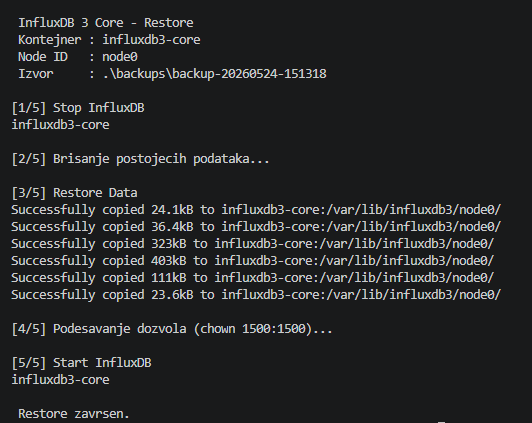 InfluxDB 3 Core - Restore
Kontejner : influxdb3-core
Node ID   : node0
Izvor     : .\backups\backup-20260524-151318
[1/5] Stop InfluxDB
influxdb3-core
[2/5] Brisanje postojecih podataka...
[3/5] Restore Data
Successfully copied 24.1kB to influxdb3-core:/var/lib/influxdb3/node0/
Successfully copied 36.4kB to influxdb3-core:/var/lib/influxdb3/node0/
Successfully copied 323kB to influxdb3-core:/var/lib/influxdb3/node0/
Successfully copied 403kB to influxdb3-core:/var/lib/influxdb3/node0/
Successfully copied 111kB to influxdb3-core:/var/lib/influxdb3/node0/
Successfully copied 23.6kB to influxdb3-core:/var/lib/influxdb3/node0/
[4/5] Podesavanje dozvola (chown 1500:1500)...
[5/5] Start InfluxDB
influxdb3-core
Restore zavrsen.